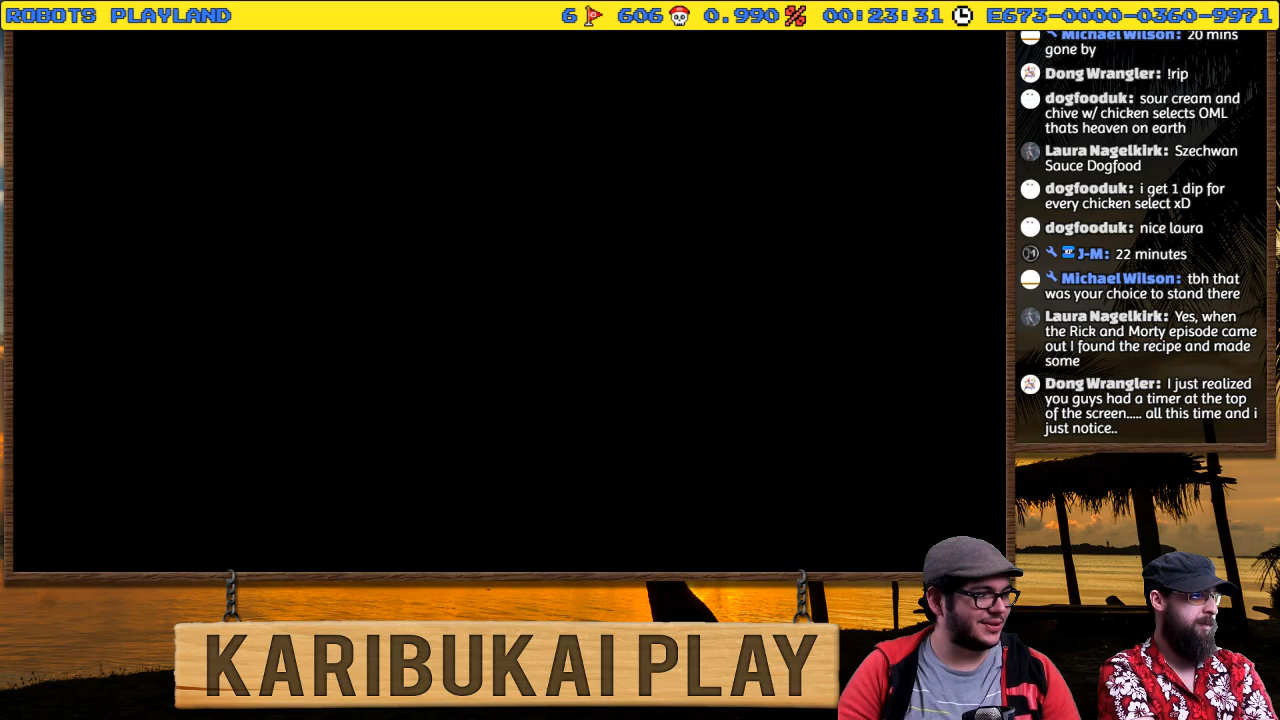 ROBOTS PLAYLAND 6 606 0.990% 00:23:31 E673-0000-0360-9971
Michael Wilson: 20 mins
gone by
Dong Wrangler: !rip
dogfooduk: sour cream and
chive w/ chicken selects OML
thats heaven on earth
Laura Nagelkirk: Szechwan
Sauce Dogfood
dogfooduk: i get 1 dip for
every chicken select xD
dogfooduk: nice laura
J-M: 22 minutes
Michael Wilson: tbh that
was your choice to stand there
Laura Nagelkirk: Yes, when
the Rick and Morty episode came
out I found the recipe and made
some
Dong Wrangler: I just realized
you guys had a timer at the top
of the screen..... all this time and i
just notice..
KARIBUKAI PLAY